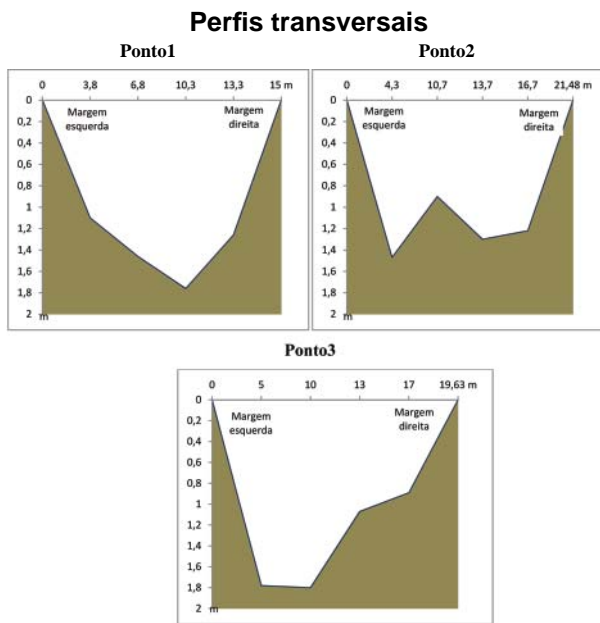 Perfis transversais
Ponto1
0 3,8 6,8 10,3 13,3 15 m
0
0,2
0,4
0,6
0,8
1
1,2
1,4
1,6
1,8
2
m
Margem
esquerda
Margem
direita
Ponto2
0 4,3 10,7 13,7 16,7 21,48 m
0
0,2
0,4
0,6
0,8
1
1,2
1,4
1,6
1,8
2
m
Margem
esquerda
Margem
direita
Ponto3
0 5 10 13 17 19,63 m
0
0,2
0,4
0,6
0,8
1
1,2
1,4
1,6
1,8
2
m
Margem
esquerda
Margem
direita